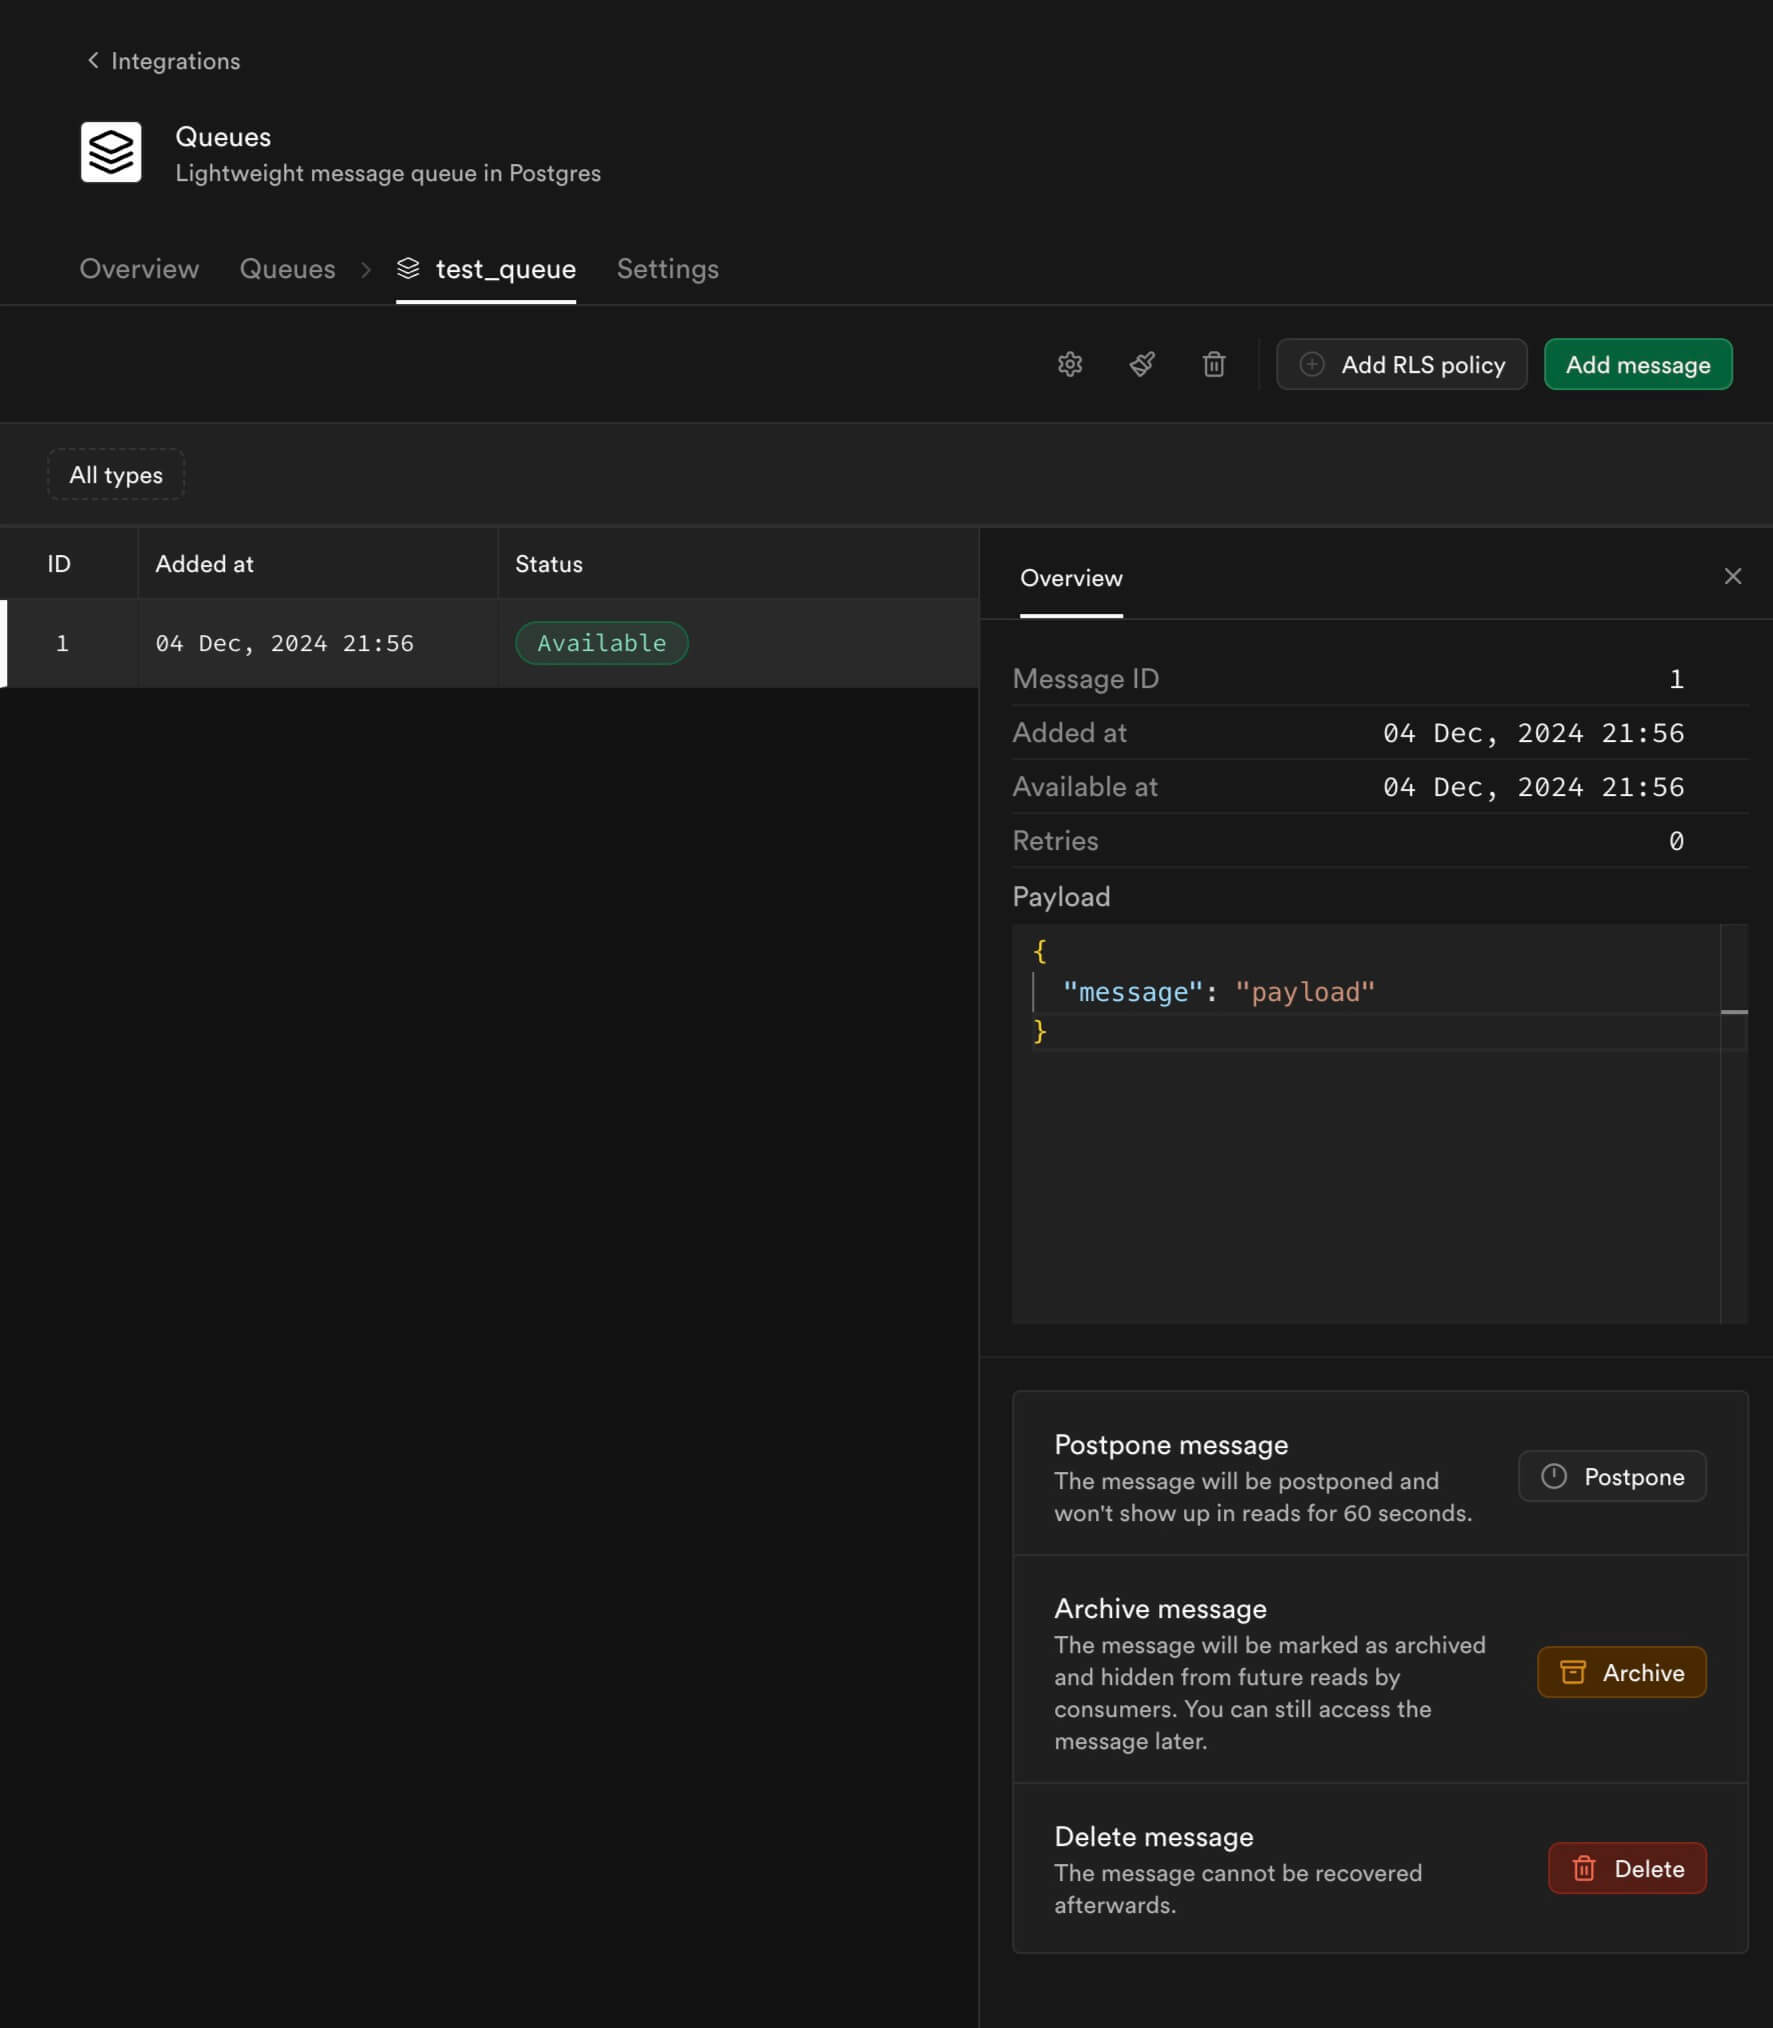 Integrations
Queues
Lightweight message queue in Postgres
Overview Queues test_queue Settings
Add RLS policy Add message
All types
ID Added at Status
1 04 Dec, 2024 21:56 Available
Overview
Message ID 1
Added at 04 Dec, 2024 21:56
Available at 04 Dec, 2024 21:56
Retries 0
Payload
{
"message": "payload"
}
Postpone message
The message will be postponed and
won't show up in reads for 60 seconds.
Postpone
Archive message
The message will be marked as archived
and hidden from future reads by
consumers. You can still access the
message later.
Archive
Delete message
The message cannot be recovered
afterwards.
Delete